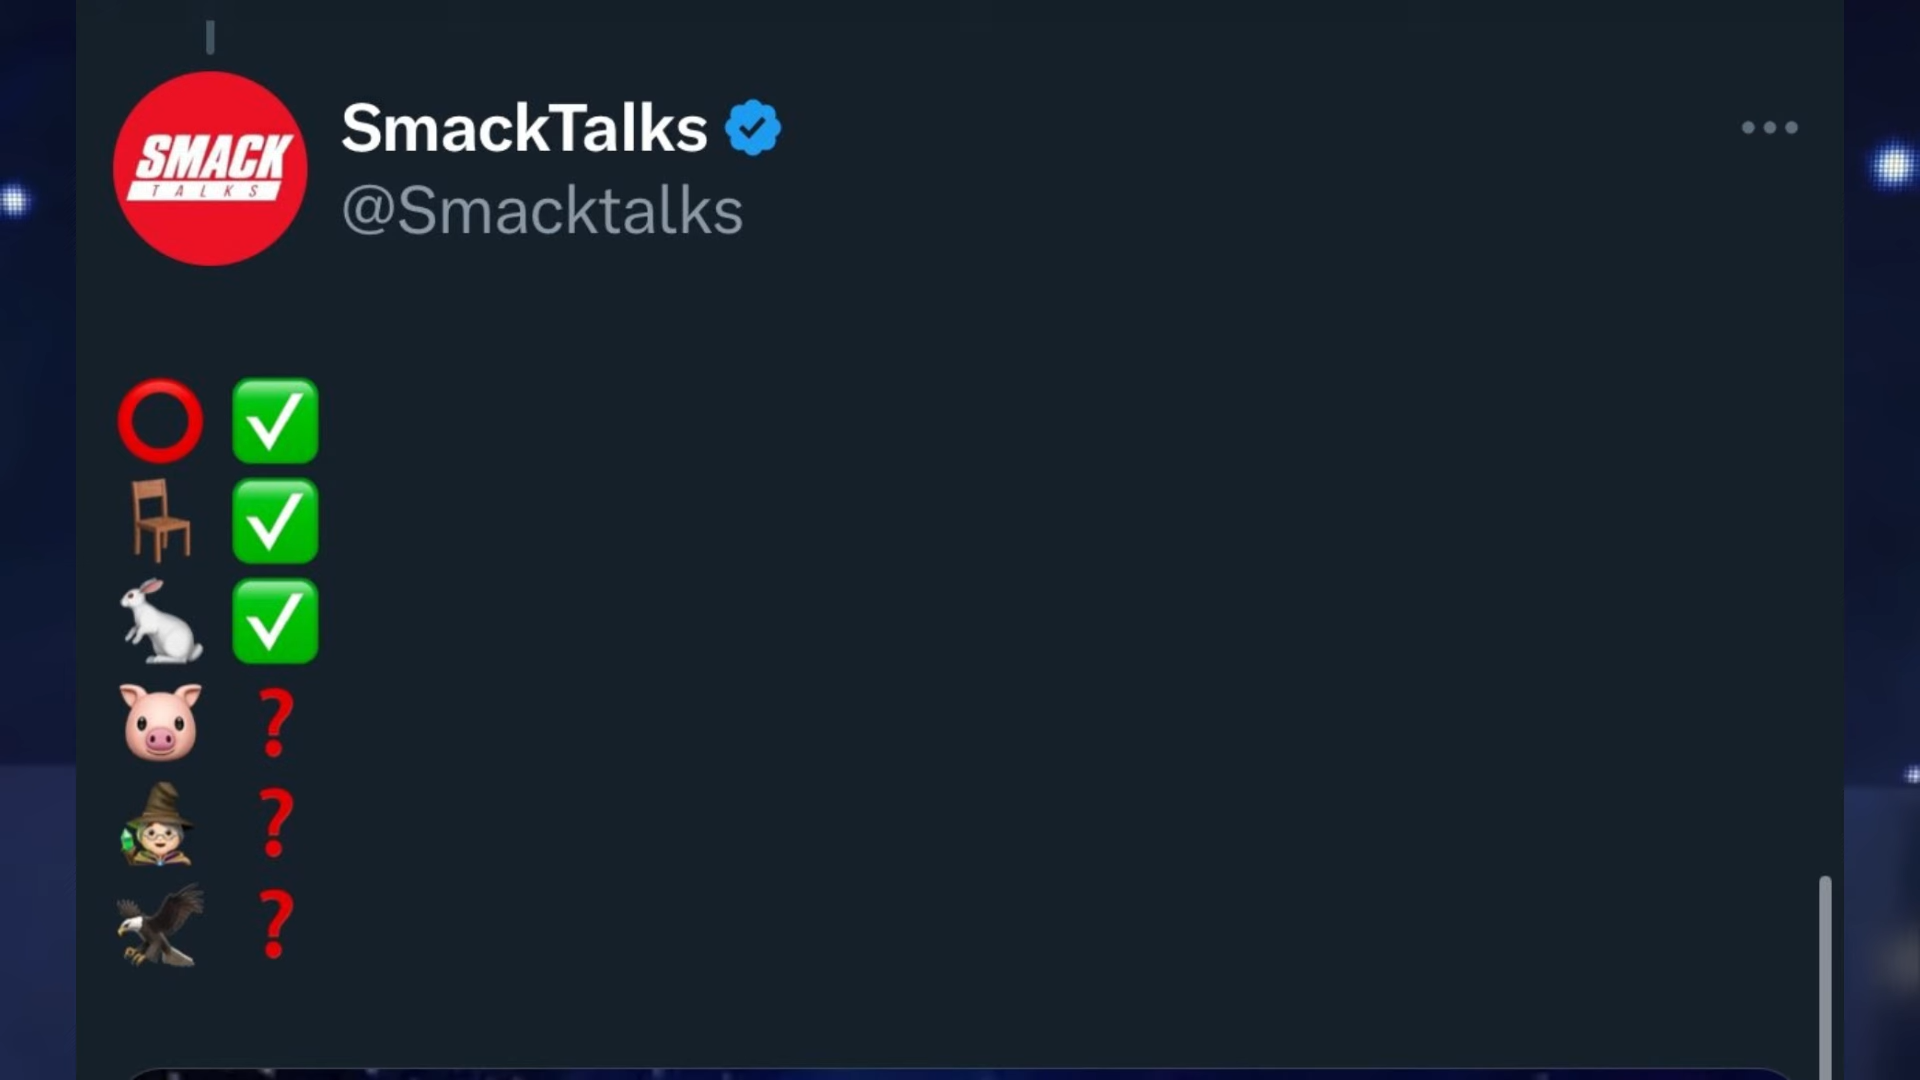 SMACK
TALKS
SmackTalks
@Smacktalks
⭕ ✅
🪑 ✅
🐇 ✅
🐷 ❓
🧙 ❓
🦅 ❓